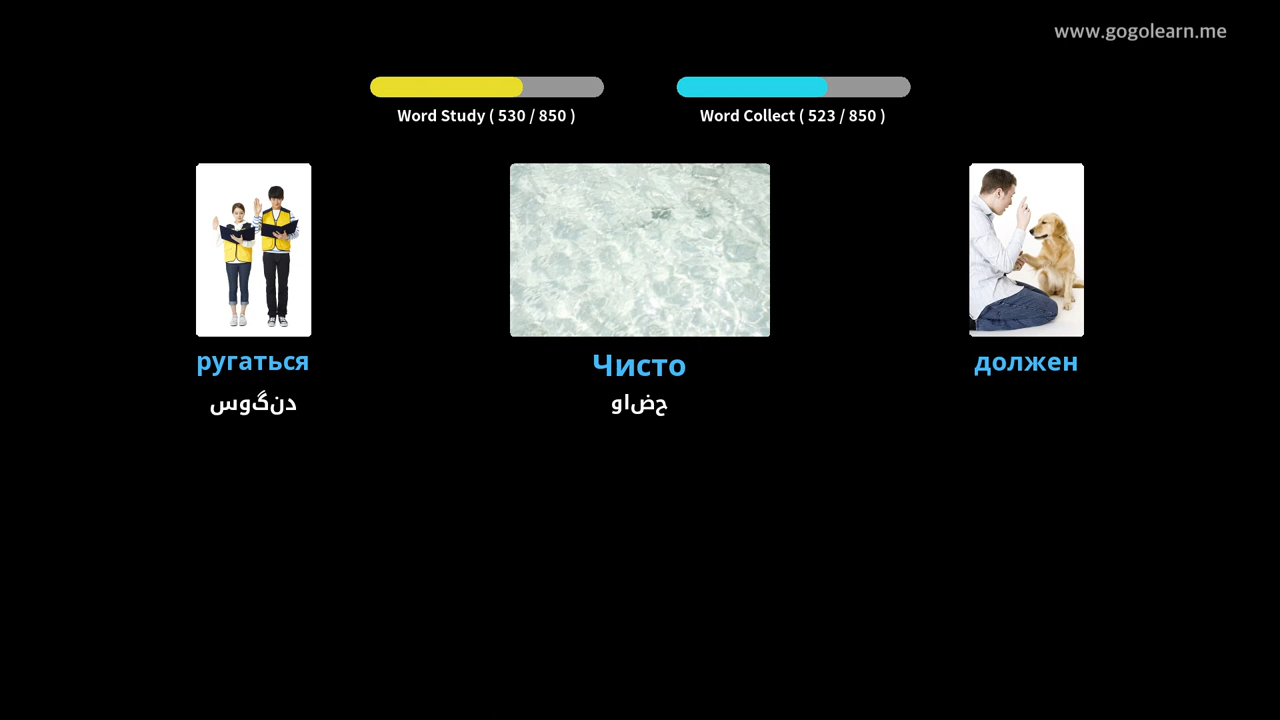 www.gogolearn.me
Word Study ( 530 / 850 )
Word Collect ( 523 / 850 )
ругаться
Чисто
должен
دنگوس
حضاو